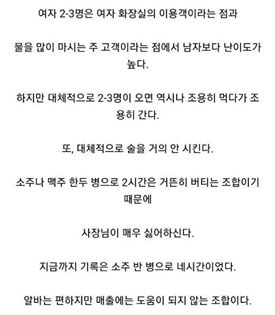 여자 2-3명은 여자 화장실의 이용객이라는 점과
물을 많이 마시는 주 고객이라는 점에서 남자보다 난이도가
높다.
하지만 대체적으로 2-3명이 오면 역시나 조용히 먹다가 조
용히 간다.
또, 대체적으로 술을 거의 안 시킨다.
소주나 맥주 한두 병으로 2시간은 거뜬히 버티는 조합이기
때문에
사장님이 매우 싫어하신다.
지금까지 기록은 소주 반 병으로 네시간이었다.
알바는 편하지만 매출에는 도움이 되지 않는 조합이다.